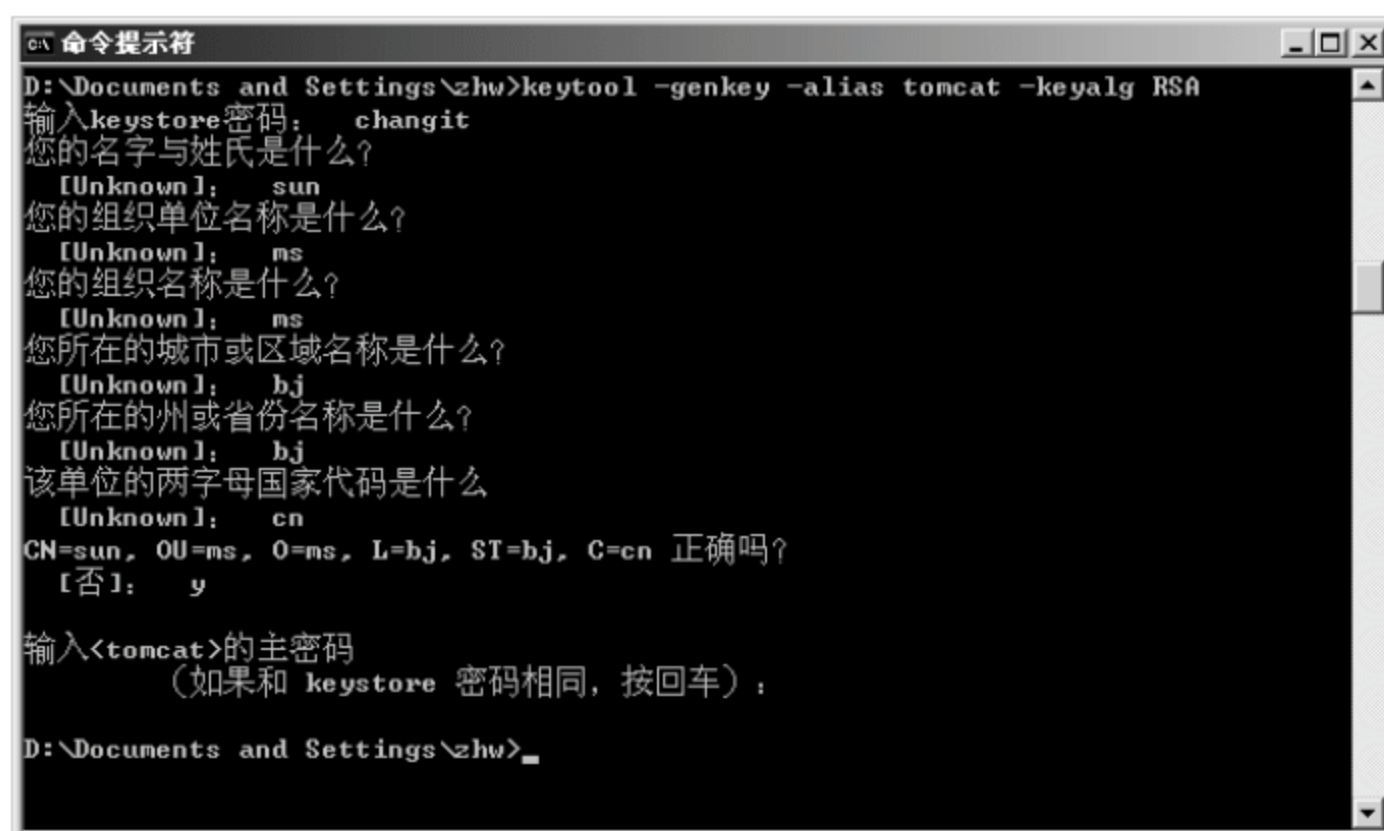 命令提示符
D:\Documents and Settings\zhw>keytool -genkey -alias tomcat -keyalg RSA
输入keystore密码： changit
您的名字与姓氏是什么？
[Unknown]： sun
您的组织单位名称是什么？
[Unknown]： ms
您的组织名称是什么？
[Unknown]： ms
您所在的城市或区域名称是什么？
[Unknown]： bj
您所在的州或省份名称是什么？
[Unknown]： bj
该单位的两字母国家代码是什么
[Unknown]： cn
CN=sun, OU=ms, O=ms, L=bj, ST=bj, C=cn 正确吗？
[否]： y
输入<tomcat>的主密码
（如果和 keystore 密码相同，按回车）：
D:\Documents and Settings\zhw>_